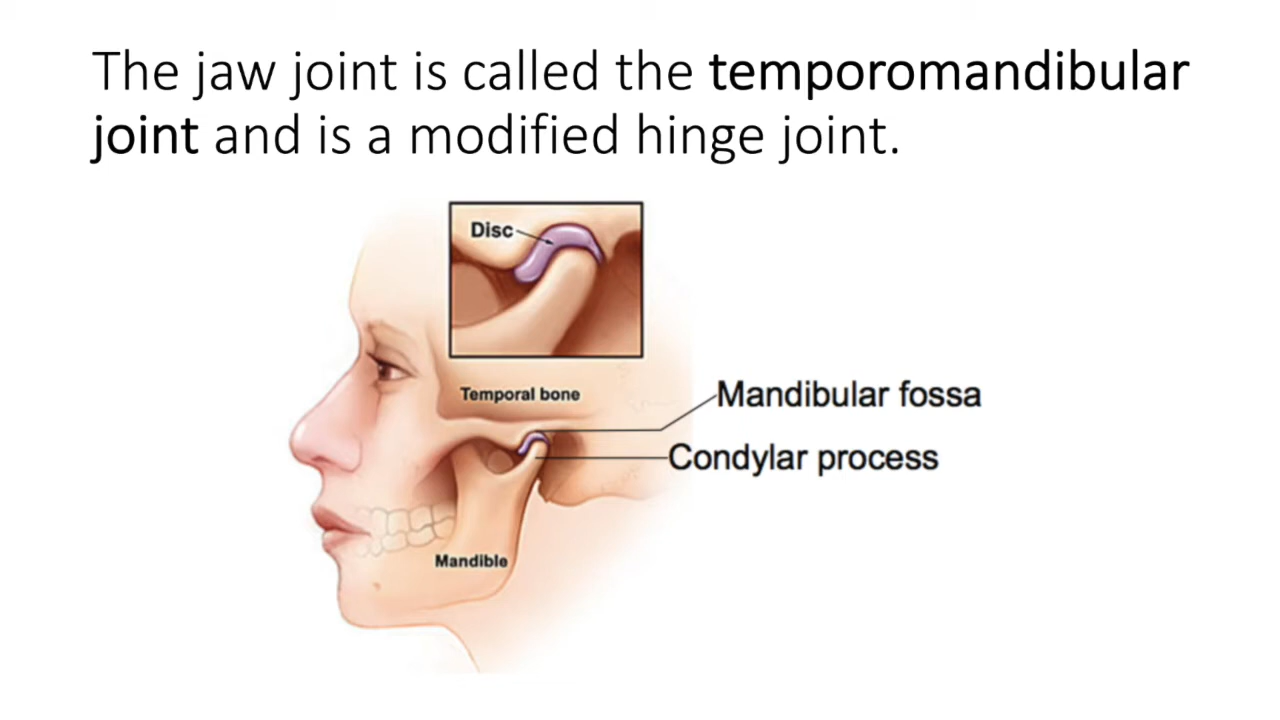 The jaw joint is called the temporomandibular
joint and is a modified hinge joint.
Disc
Temporal bone
Mandibular fossa
Condylar process
Mandible